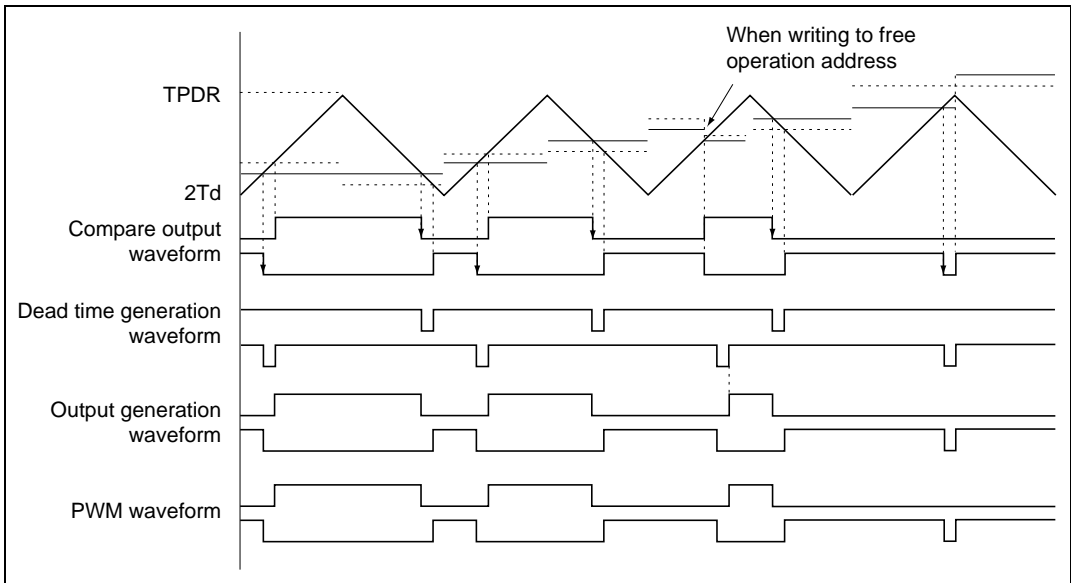 When writing to free
operation address
TPDR
2Td
Compare output
waveform
Dead time generation
waveform
Output generation
waveform
PWM waveform